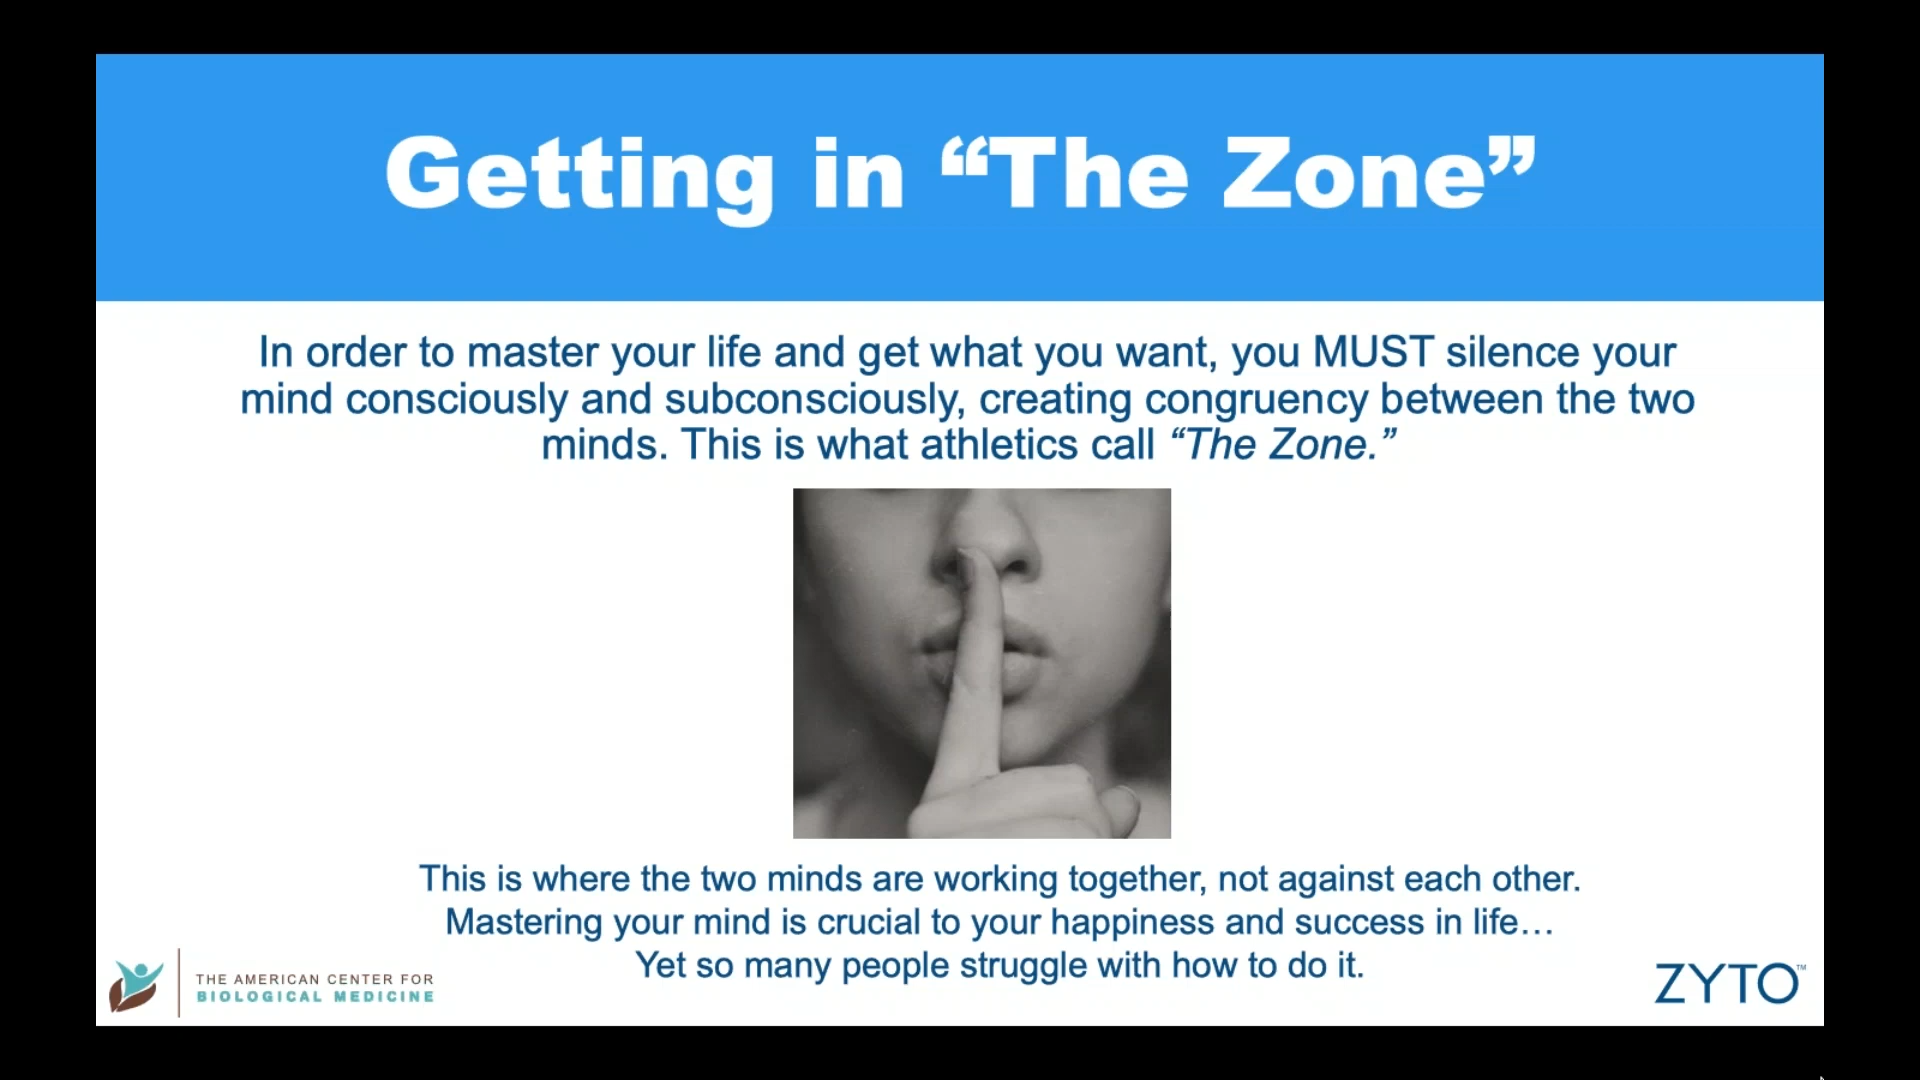 Getting in “The Zone”
In order to master your life and get what you want, you MUST silence your
mind consciously and subconsciously, creating congruency between the two
minds. This is what athletics call “The Zone.”
This is where the two minds are working together, not against each other.
Mastering your mind is crucial to your happiness and success in life…
Yet so many people struggle with how to do it.
THE AMERICAN CENTER FOR
BIOLOGICAL MEDICINE
ZYTO™